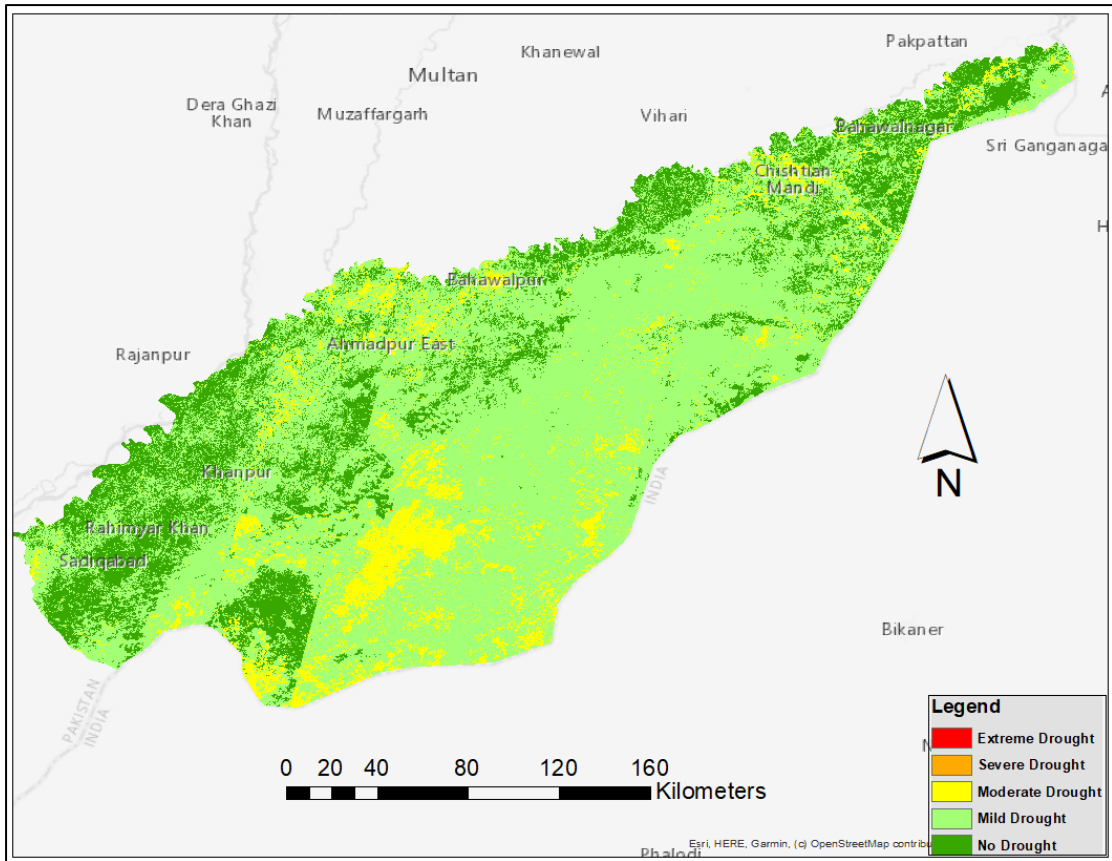 Khanewal
Pakpattan
Multan
Dera Ghazi
Khan
Muzaffargarh
Vihari
Bahawalnagar
Sri Ganganaga
Chishtian
Mandi
H
Bahawalpur
Rajanpur
Ahmadpur East
Khanpur
INDIA
N
Rahimyar Khan
Sadiqabad
Bikaner
PAKISTAN
INDIA
Legend
Extreme Drought
Severe Drought
Moderate Drought
Mild Drought
No Drought
0 20 40 80 120 160
Kilometers
Esri, HERE, Garmin, (c) OpenStreetMap contribu
Phalodi